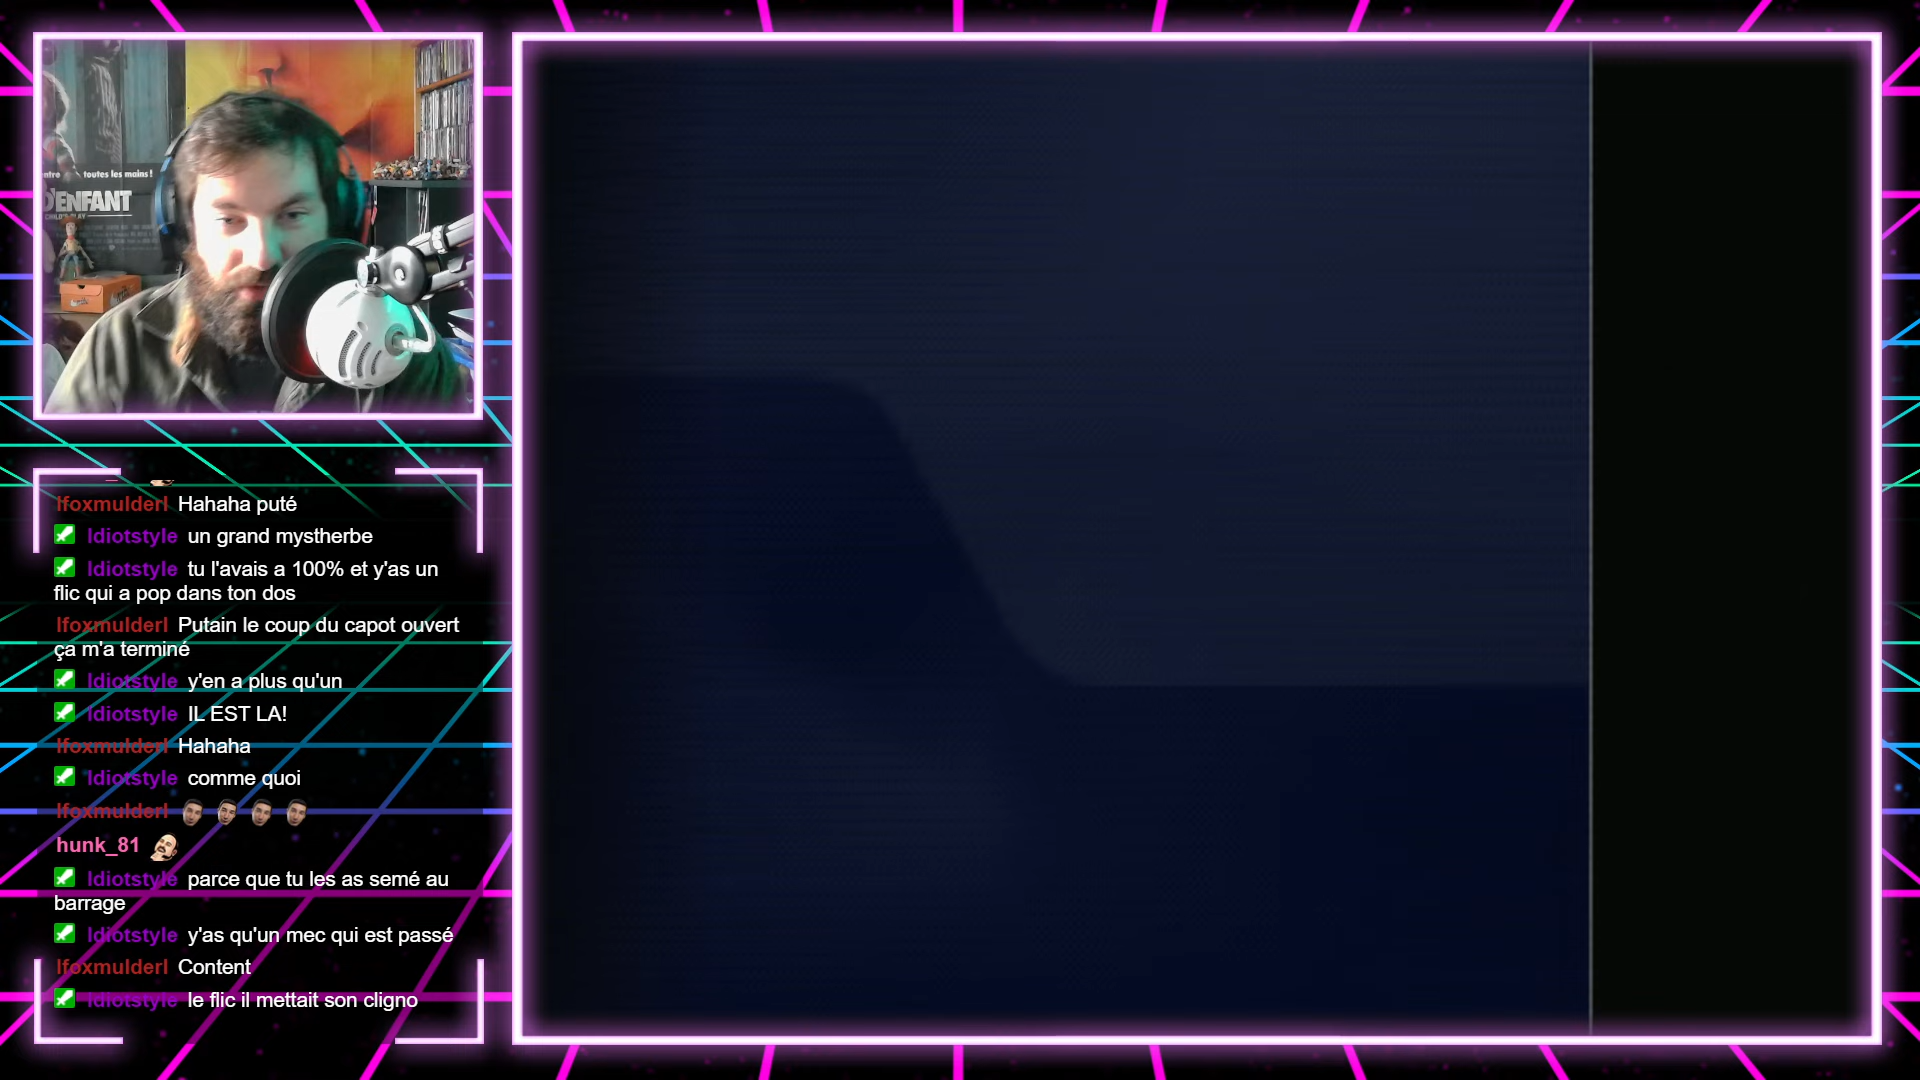 entre toutes les mains !
D'ENFANT
CHILD'S PLAY
lfoxmulderl Hahaha puté
Idiotstyle un grand mystherbe
Idiotstyle tu l'avais a 100% et y'as un
flic qui a pop dans ton dos
lfoxmulderl Putain le coup du capot ouvert
ça m'a terminé
Idiotstyle y'en a plus qu'un
Idiotstyle IL EST LA!
lfoxmulderl Hahaha
Idiotstyle comme quoi
lfoxmulderl
hunk_81
Idiotstyle parce que tu les as semé au
barrage
Idiotstyle y'as qu'un mec qui est passé
lfoxmulderl Content
Idiotstyle le flic il mettait son cligno